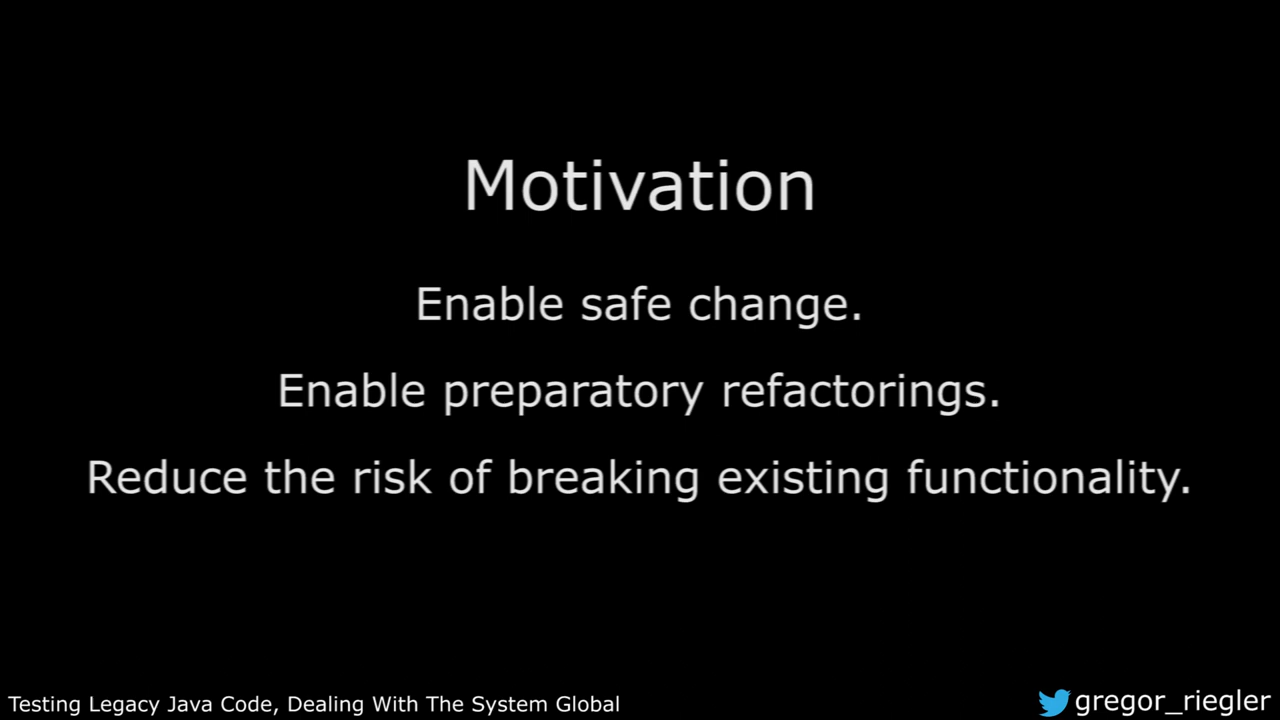 Motivation
Enable safe change.
Enable preparatory refactorings.
Reduce the risk of breaking existing functionality.
Testing Legacy Java Code, Dealing With The System Global
gregor_riegler